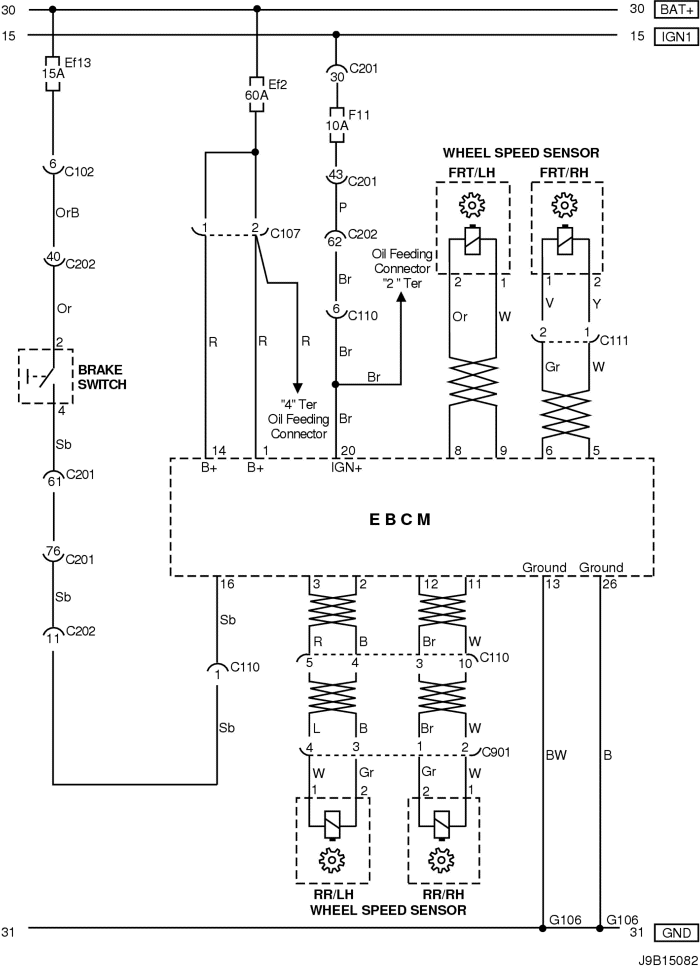 30 30 BAT+
15 15 IGN1
Ef13
15A
Ef2
60A
C201
30
F11
10A
6
C102
43
C201
OrB
P
WHEEL SPEED SENSOR
FRT/LH FRT/RH
1 2 C107
62
C202
40
C202
Oil Feeding
Connector
"2" Ter
Br
2 1 1 2
Or
6
C110
V Y
Or W
2 1 C111
2
R R R
Br
Gr W
BRAKE
SWITCH
Br
4
"4" Ter
Oil Feeding
Connector
Br
Sb
14 1 20 8 9 6 5
B+ B+ IGN+
61
C201
EBCM
76
C201
Ground Ground
16 3 2 12 11 13 26
Sb
Sb
11
C202
R B Br W
5 4 3 10 C110
1
C110
Sb
L B Br W
4 3 1 2 C901
BW B
W Gr Gr W
1 2 2 1
RR/LH RR/RH
WHEEL SPEED SENSOR
G106 G106
31 31 GND
J9B15082